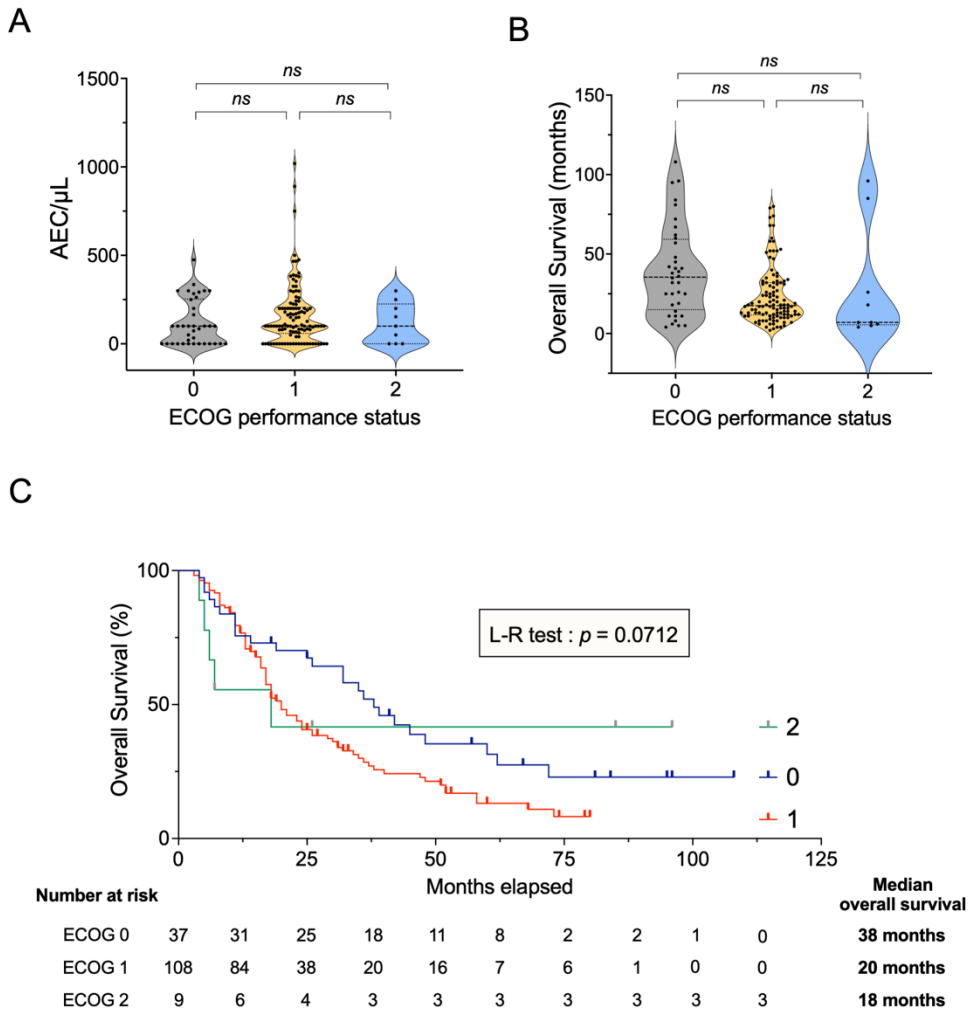 A
ns
ns
ns
1500
1000
500
0
AEC/µL
0 1 2
ECOG performance status
B
ns
ns
ns
150
100
50
0
Overall Survival (months)
0 1 2
ECOG performance status
C
100
50
0
Overall Survival (%)
L-R test : p = 0.0712
2
0
1
0 25 50 75 100 125
Months elapsed
Number at risk
Median
overall survival
ECOG 0 37 31 25 18 11 8 2 2 1 0 38 months
ECOG 1 108 84 38 20 16 7 6 1 0 0 20 months
ECOG 2 9 6 4 3 3 3 3 3 3 3 18 months